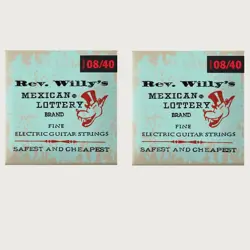 08/40
Rev. Willy's
MEXICAN
LOTTERY
BRAND
FINE
ELECTRIC GUITAR STRINGS
SAFEST AND CHEAPEST
08/40
Rev. Willy's
MEXICAN
LOTTERY
BRAND
FINE
ELECTRIC GUITAR STRINGS
SAFEST AND CHEAPEST